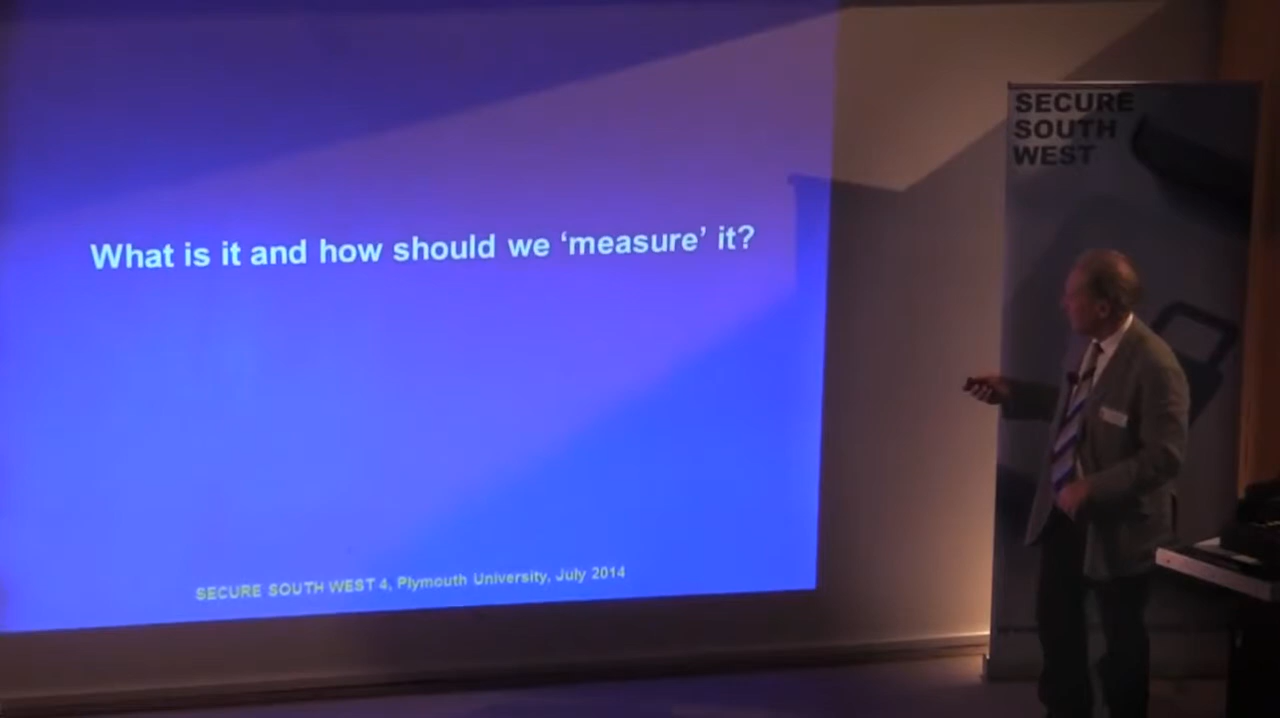 What is it and how should we ‘measure’ it?
SECURE SOUTH WEST 4, Plymouth University, July 2014
SECURE
SOUTH
WEST